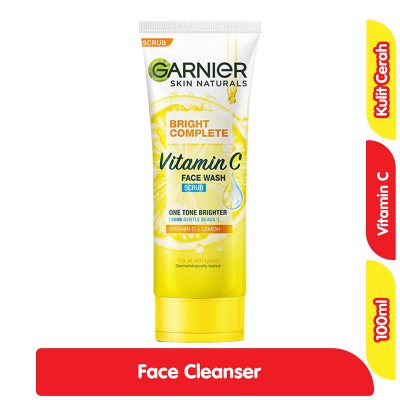 SCRUB
GARNIER
SKIN NATURALS
BRIGHT
COMPLETE
Vitamin C
FACE WASH
SCRUB
ONE TONE BRIGHTER
VITAMIN C + LEMON
For all skin types
Dermatologically tested
Kulit Cerah
Vitamin C
100ml
Face Cleanser